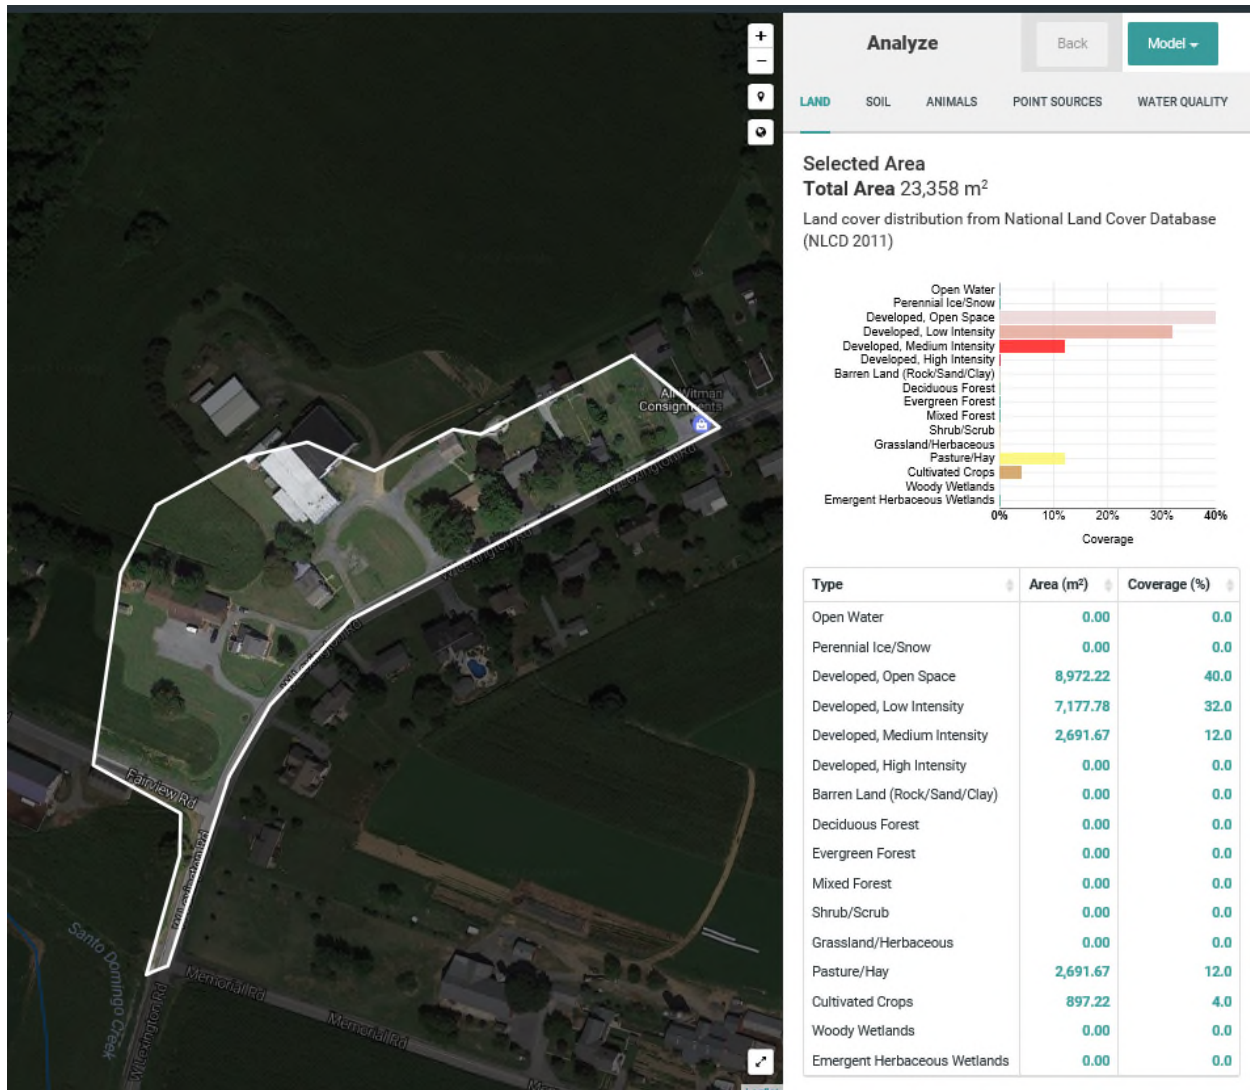 Analyze
Back
Model
LAND
SOIL
ANIMALS
POINT SOURCES
WATER QUALITY
Selected Area
Total Area 23,358 m²
Land cover distribution from National Land Cover Database
(NLCD 2011)
Open Water
Perennial Ice/Snow
Developed, Open Space
Developed, Low Intensity
Developed, Medium Intensity
Developed, High Intensity
Barren Land (Rock/Sand/Clay)
Deciduous Forest
Evergreen Forest
Mixed Forest
Shrub/Scrub
Grassland/Herbaceous
Pasture/Hay
Cultivated Crops
Woody Wetlands
Emergent Herbaceous Wetlands
0% 10% 20% 30% 40%
Coverage
Type Area (m²) Coverage (%)
Open Water 0.00 0.0
Perennial Ice/Snow 0.00 0.0
Developed, Open Space 8,972.22 40.0
Developed, Low Intensity 7,177.78 32.0
Developed, Medium Intensity 2,691.67 12.0
Developed, High Intensity 0.00 0.0
Barren Land (Rock/Sand/Clay) 0.00 0.0
Deciduous Forest 0.00 0.0
Evergreen Forest 0.00 0.0
Mixed Forest 0.00 0.0
Shrub/Scrub 0.00 0.0
Grassland/Herbaceous 0.00 0.0
Pasture/Hay 2,691.67 12.0
Cultivated Crops 897.22 4.0
Woody Wetlands 0.00 0.0
Emergent Herbaceous Wetlands 0.00 0.0
Alf Witman
Consignments
W Lexington Rd
W Lexington Rd
Fairview Rd
Santo Domingo Creek
Memorial Rd
Memorial Rd
W Lexington Rd